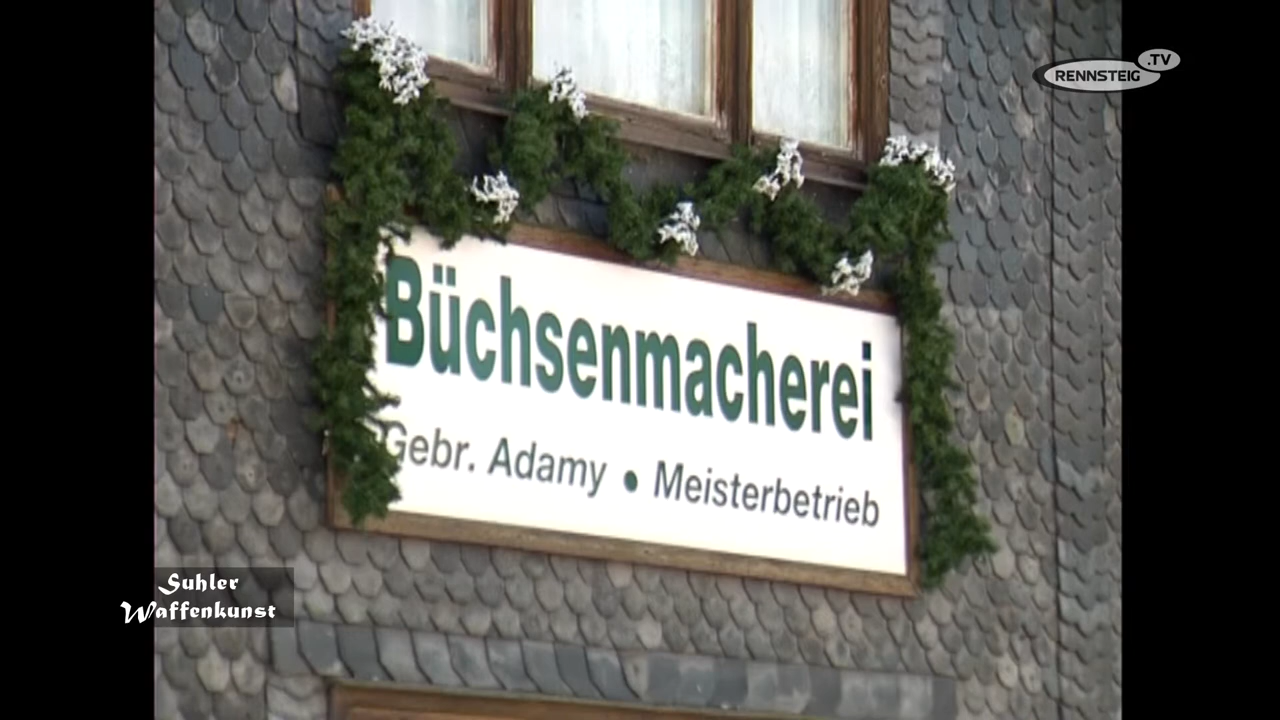 RENNSTEIG .TV
Büchsenmacherei
Gebr. Adamy • Meisterbetrieb
Suhler
Waffenkunst